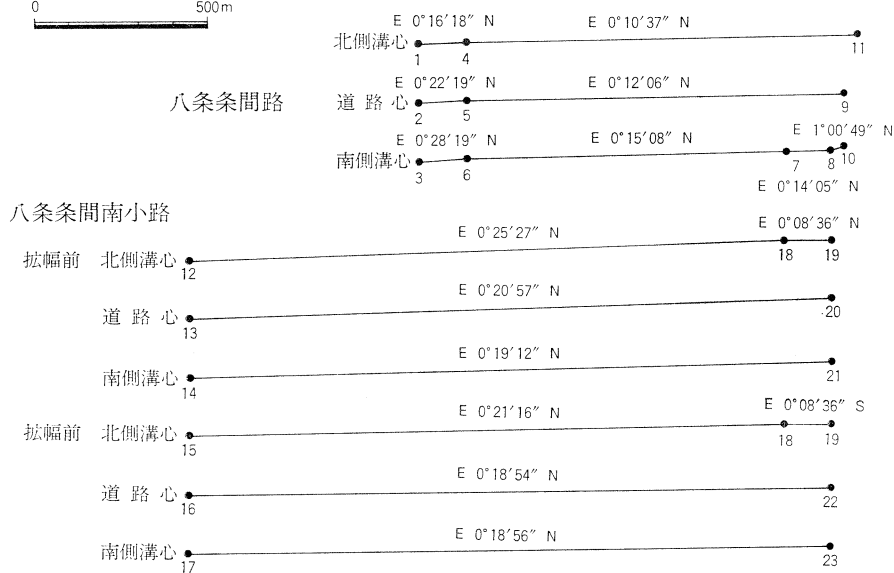 0 500m
E 0°16′18″ N E 0°10′37″ N
北側溝心 1 4 11
E 0°22′19″ N E 0°12′06″ N
八条条間路 道路心 2 5 9
E 0°28′19″ N E 0°15′08″ N E 1°00′49″ N
南側溝心 3 6 7 8 10
E 0°14′05″ N
八条条間南小路
E 0°25′27″ N E 0°08′36″ N
拡幅前 北側溝心 12 18 19
E 0°20′57″ N
道路心 13 20
E 0°19′12″ N
南側溝心 14 21
E 0°21′16″ N E 0°08′36″ S
拡幅前 北側溝心 15 18 19
E 0°18′54″ N
道路心 16 22
E 0°18′56″ N
南側溝心 17 23